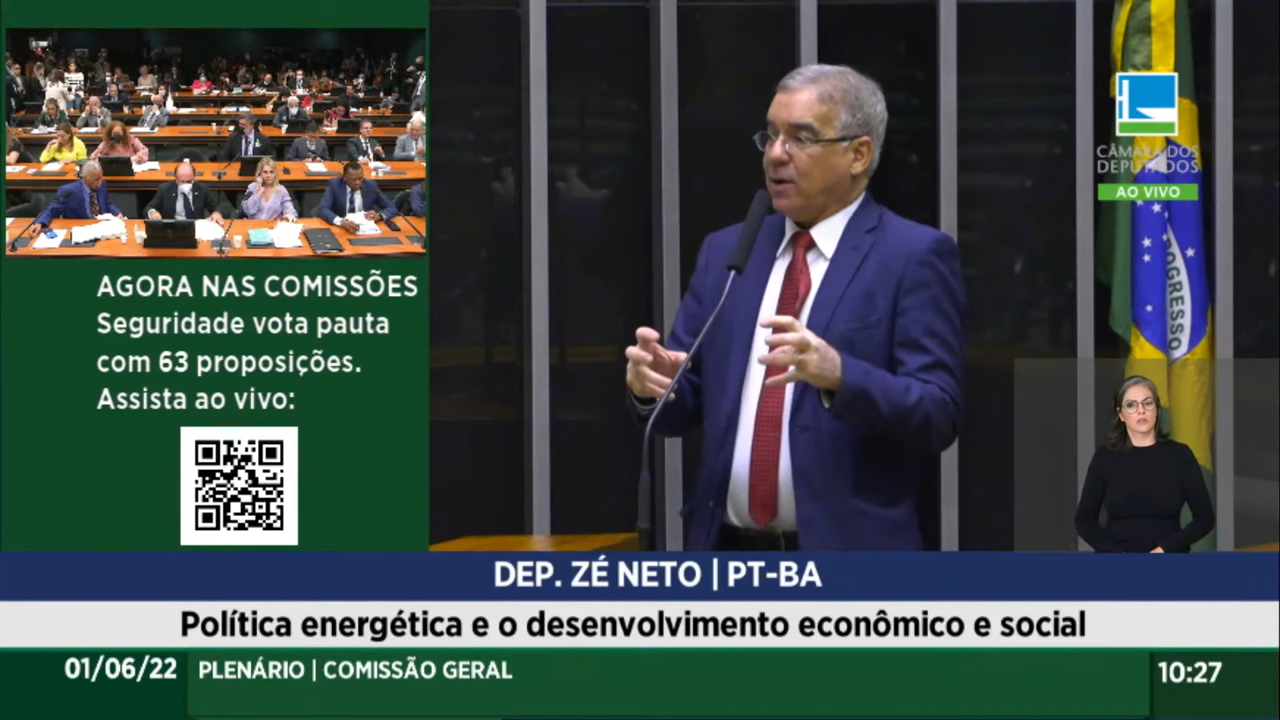 AGORA NAS COMISSÕES
Seguridade vota pauta
com 63 proposições.
Assista ao vivo:
CÂMARA DOS
DEPUTADOS
AO VIVO
PROGRESSO
DEP. ZÉ NETO | PT-BA
Política energética e o desenvolvimento econômico e social
01/06/22
PLENÁRIO | COMISSÃO GERAL
10:27